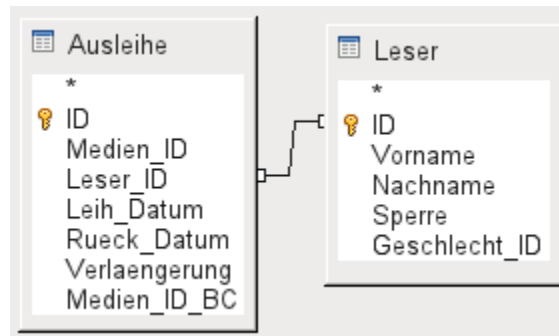 Ausleihe
*
ID
Medien_ID
Leser_ID
Leih_Datum
Rueck_Datum
Verlaengerung
Medien_ID_BC
Leser
*
ID
Vorname
Nachname
Sperre
Geschlecht_ID